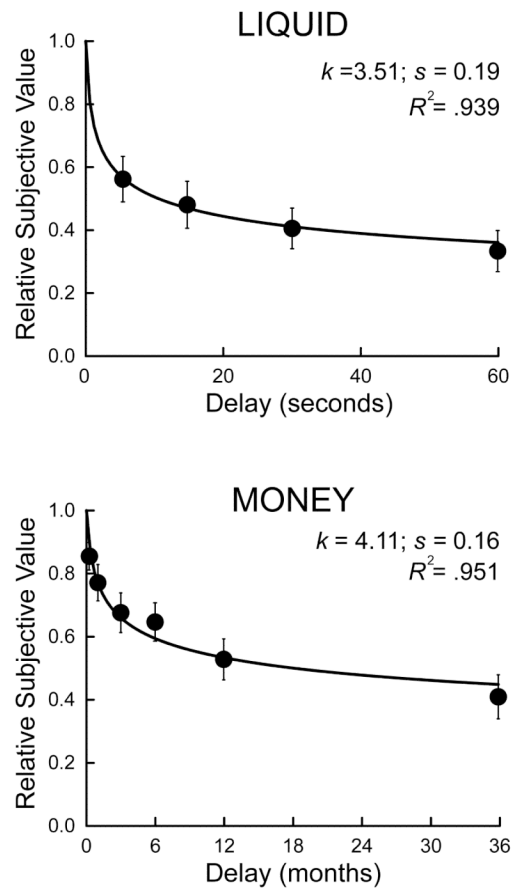 LIQUID
k =3.51; s = 0.19
R²= .939
Relative Subjective Value
1.0
0.8
0.6
0.4
0.2
0.0
0 20 40 60
Delay (seconds)
MONEY
k = 4.11; s = 0.16
R²= .951
Relative Subjective Value
1.0
0.8
0.6
0.4
0.2
0.0
0 6 12 18 24 30 36
Delay (months)